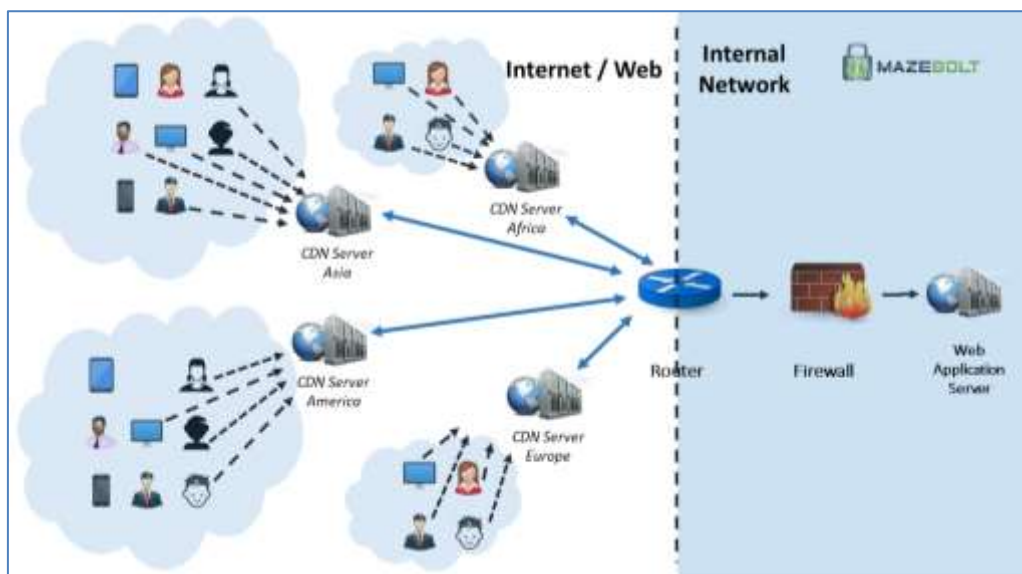 Internet / Web
Internal
Network
MAZEBOLT
CDN Server
Asia
CDN Server
Africa
CDN Server
America
CDN Server
Europe
Router
Firewall
Web
Application
Server